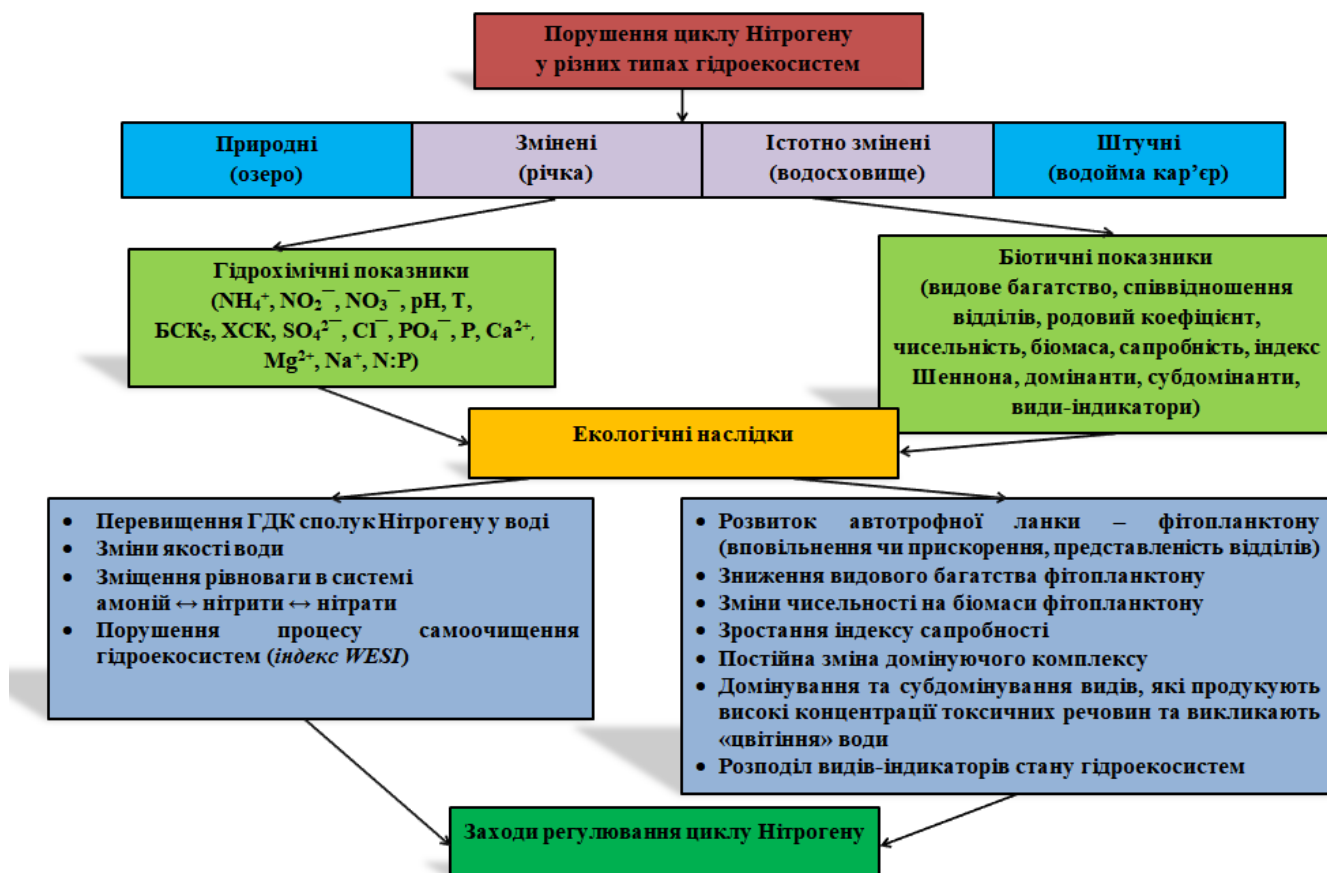 Порушення циклу Нітрогену
у різних типах гідроекосистем
Природні
(озеро)
Змінені
(річка)
Істотно змінені
(водосховище)
Штучні
(водойма кар’єр)
Гідрохімічні показники
(NH₄⁺, NO₂¯, NO₃¯, pH, T,
БСК₅, ХСК, SO₄²¯, Cl¯, PO₄¯, P, Ca²⁺,
Mg²⁺, Na⁺, N:P)
Біотичні показники
(видове багатство, співвідношення
відділів, родовий коефіцієнт,
чисельність, біомаса, сапробність, індекс
Шеннона, домінанти, субдомінанти,
види-індикатори)
Екологічні наслідки
• Перевищення ГДК сполук Нітрогену у воді
• Зміни якості води
• Зміщення рівноваги в системі
амоній ↔ нітрити ↔ нітрати
• Порушення процесу самоочищення
гідроекосистем (індекс WESI)
• Розвиток автотрофної ланки – фітопланктону
(вповільнення чи прискорення, представленість відділів)
• Зниження видового багатства фітопланктону
• Зміни чисельності на біомаси фітопланктону
• Зростання індексу сапробності
• Постійна зміна домінуючого комплексу
• Домінування та субдомінування видів, які продукують
високі концентрації токсичних речовин та викликають
«цвітіння» води
• Розподіл видів-індикаторів стану гідроекосистем
Заходи регулювання циклу Нітрогену